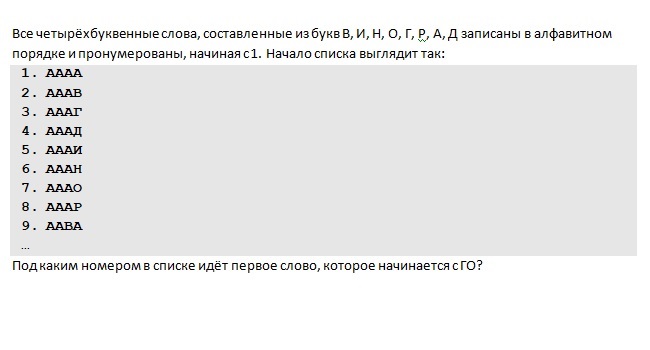 Все четырёхбуквенные слова, составленные из букв В, И, Н, О, Г, Р, А, Д записаны в алфавитном
порядке и пронумерованы, начиная с 1. Начало списка выглядит так:
1. АААА
2. АААВ
3. АААГ
4. АААД
5. АААИ
6. АААН
7. АААО
8. АААР
9. ААВА
…
Под каким номером в списке идёт первое слово, которое начинается с ГО?